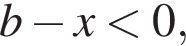 b − x < 0,